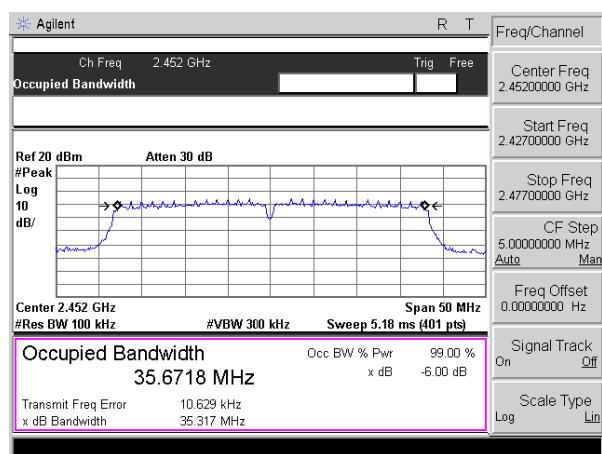 Agilent R T
Freq/Channel
Ch Freq 2.452 GHz Trig Free
Occupied Bandwidth
Center Freq
2.45200000 GHz
Start Freq
2.42700000 GHz
Stop Freq
2.47700000 GHz
CF Step
5.00000000 MHz
Auto Man
Freq Offset
0.00000000 Hz
Signal Track
On Off
Scale Type
Log Lin
Ref 20 dBm Atten 30 dB
#Peak
Log
10
dB/
Center 2.452 GHz Span 50 MHz
#Res BW 100 kHz #VBW 300 kHz Sweep 5.18 ms (401 pts)
Occupied Bandwidth Occ BW % Pwr 99.00 %
35.6718 MHz x dB -6.00 dB
Transmit Freq Error 10.629 kHz
x dB Bandwidth 35.317 MHz